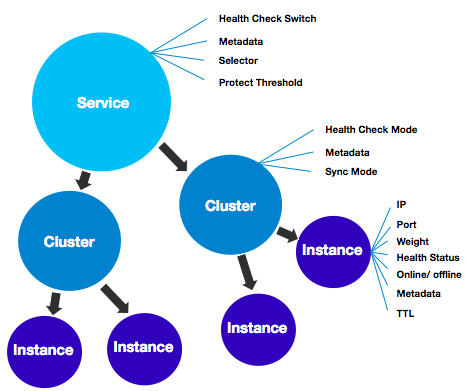 Health Check Switch
Metadata
Selector
Protect Threshold
Service
Health Check Mode
Metadata
Sync Mode
Cluster
Cluster
IP
Port
Weight
Health Status
Online/ offline
Metadata
TTL
Instance
Instance
Instance
Instance